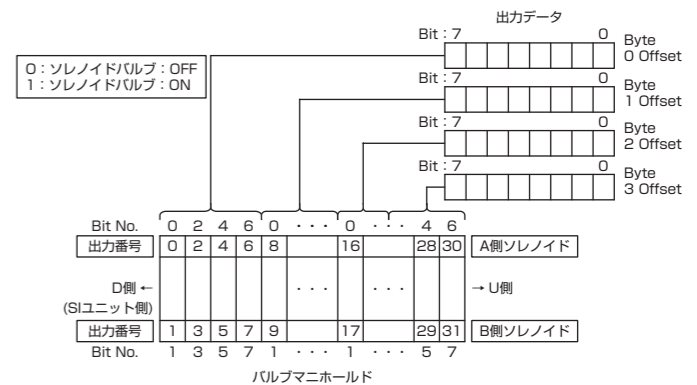 出力データ
Bit：7 0 Byte 0 Offset
0：ソレノイドバルブ：OFF
1：ソレノイドバルブ：ON
Bit：7 0 Byte 1 Offset
Bit：7 0 Byte 2 Offset
Bit：7 0 Byte 3 Offset
Bit No. 0 2 4 6 0 ・・・ 0 ・・・ 4 6
出力番号 0 2 4 6 8 16 28 30 A側ソレノイド
D側 ← ・・・ ・・・ → U側
(SIユニット側)
出力番号 1 3 5 7 9 17 29 31 B側ソレノイド
Bit No. 1 3 5 7 1 ・・・ 1 ・・・ 5 7
バルブマニホールド